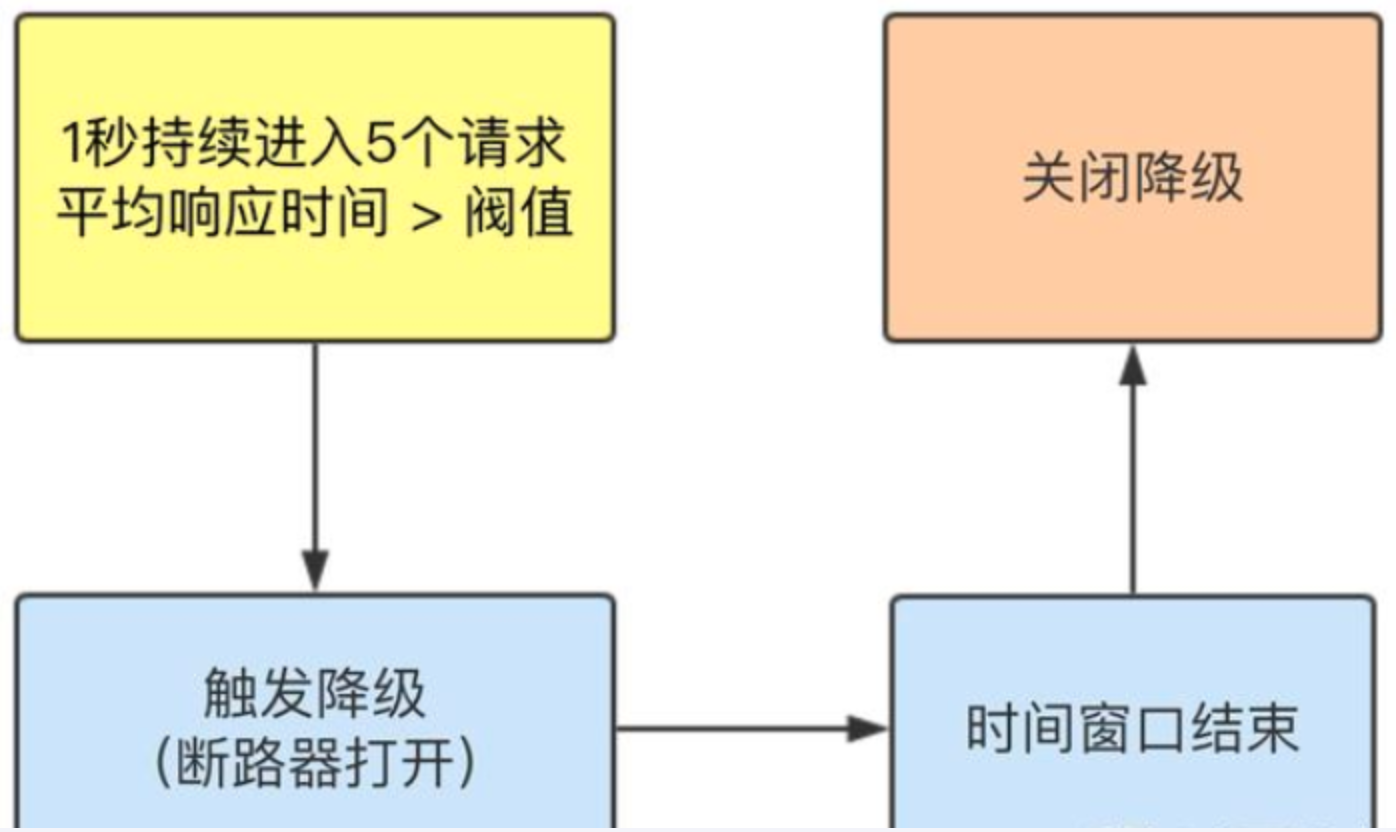 1秒持续进入5个请求
平均响应时间 > 阀值
关闭降级
触发降级
(断路器打开)
时间窗口结束